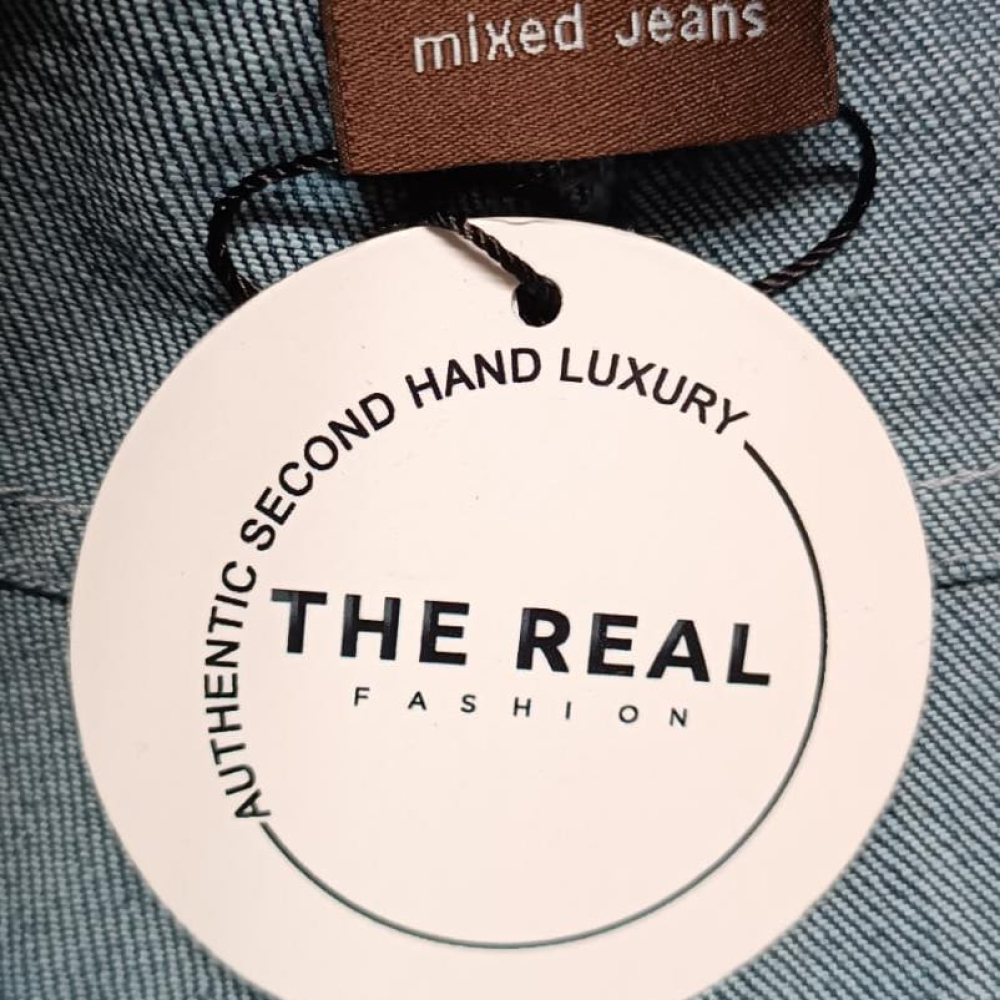 mixed jeans
AUTHENTIC SECOND HAND LUXURY
THE REAL
FASHION